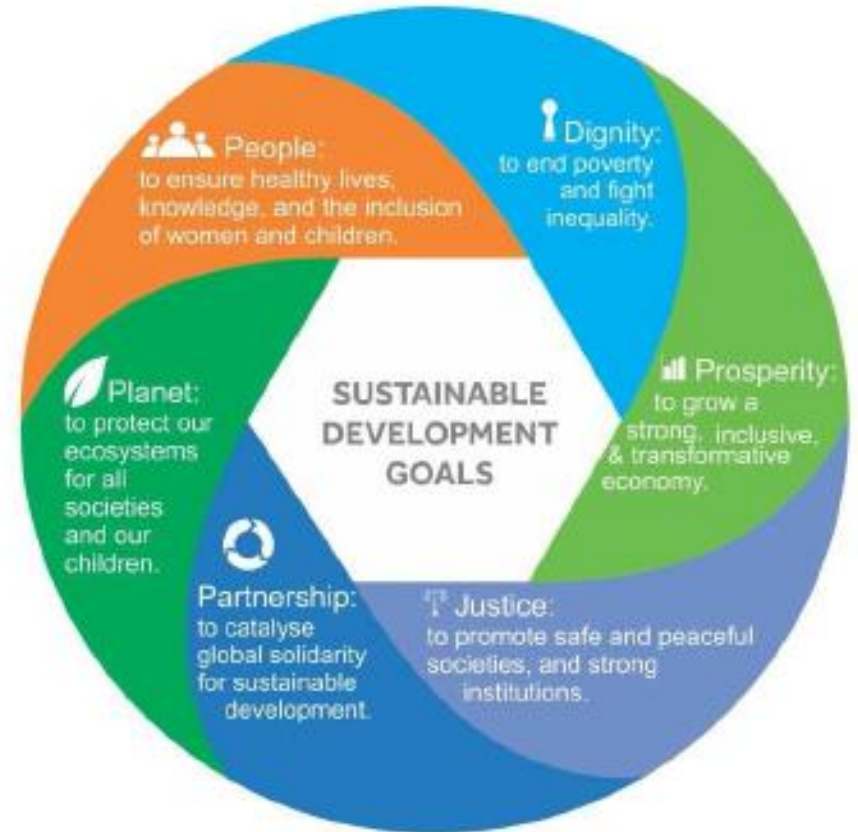 People:
to ensure healthy lives,
knowledge, and the inclusion
of women and children.
Dignity:
to end poverty
and fight
inequality.
Prosperity:
to grow a
strong, inclusive,
& transformative
economy.
Justice:
to promote safe and peaceful
societies, and strong
institutions.
Partnership:
to catalyse
global solidarity
for sustainable
development.
Planet:
to protect our
ecosystems
for all
societies
and our
children.
SUSTAINABLE
DEVELOPMENT
GOALS